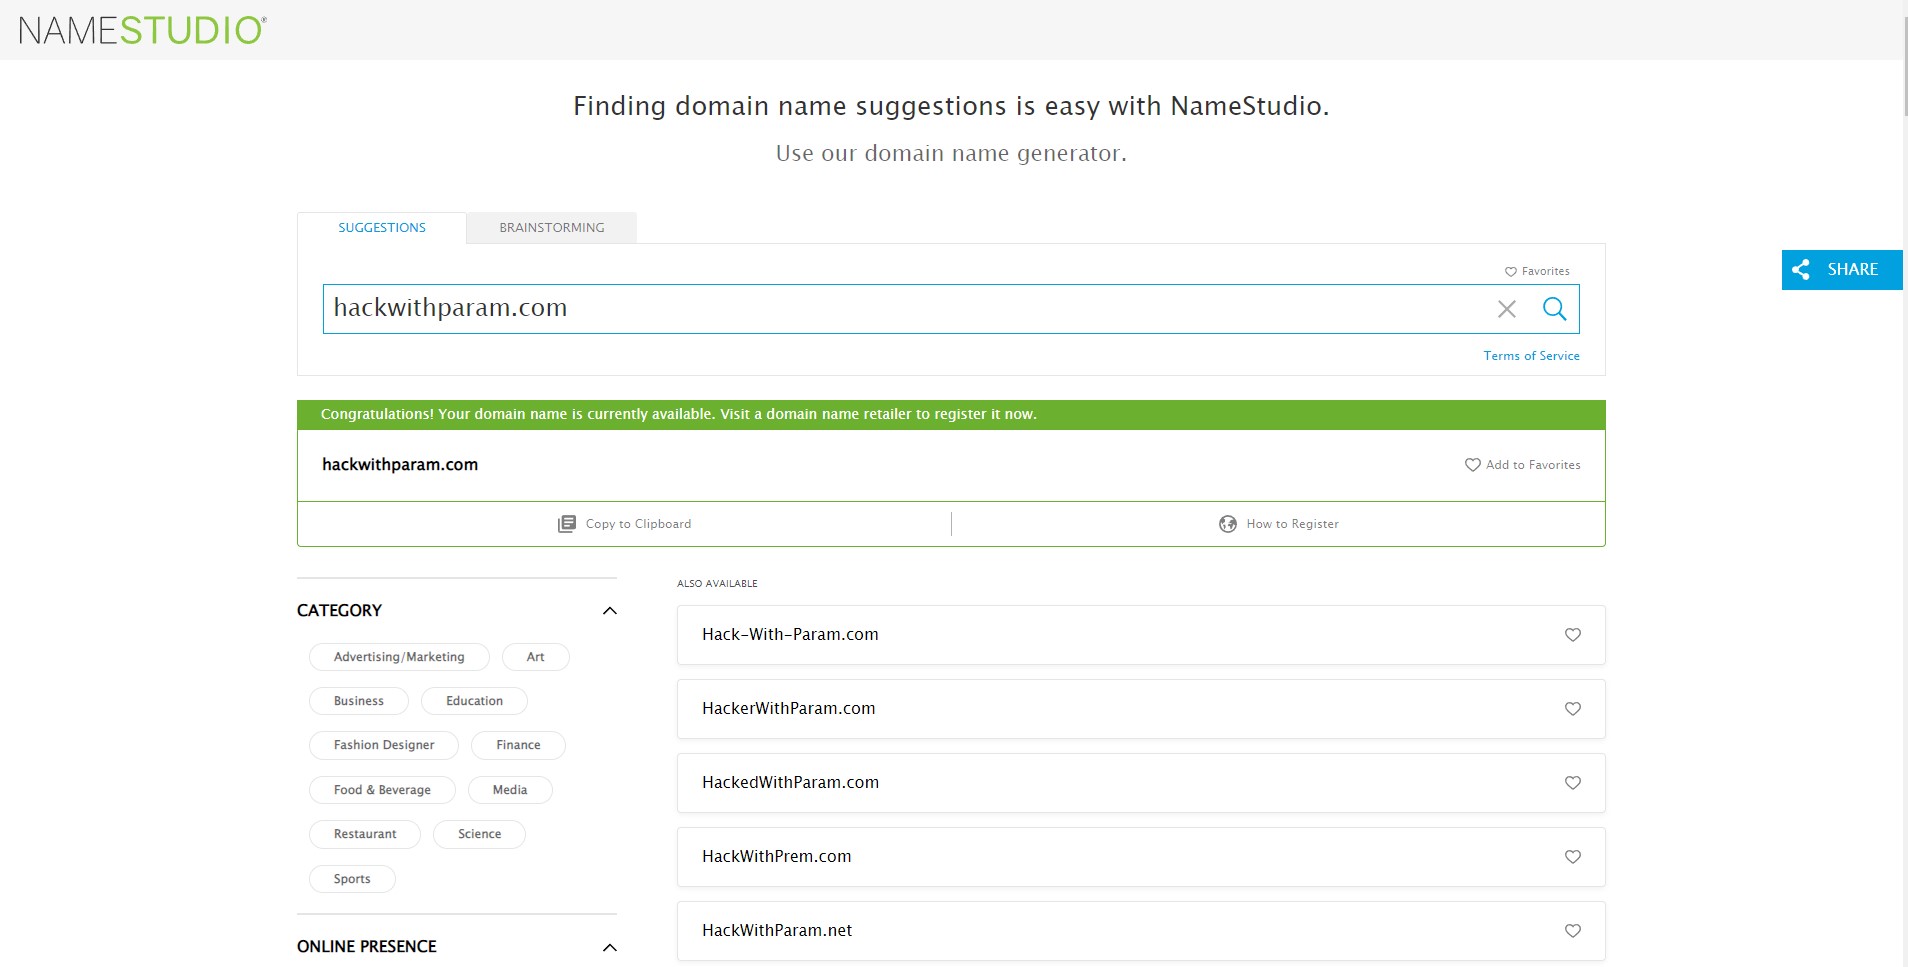 NAMESTUDIO®
Finding domain name suggestions is easy with NameStudio.
Use our domain name generator.
SUGGESTIONS BRAINSTORMING
Favorites
SHARE
hackwithparam.com
Terms of Service
Congratulations! Your domain name is currently available. Visit a domain name retailer to register it now.
hackwithparam.com Add to Favorites
Copy to Clipboard How to Register
CATEGORY
Advertising/Marketing Art
Business Education
Fashion Designer Finance
Food & Beverage Media
Restaurant Science
Sports
ONLINE PRESENCE
ALSO AVAILABLE
Hack-With-Param.com
HackerWithParam.com
HackedWithParam.com
HackWithPrem.com
HackWithParam.net